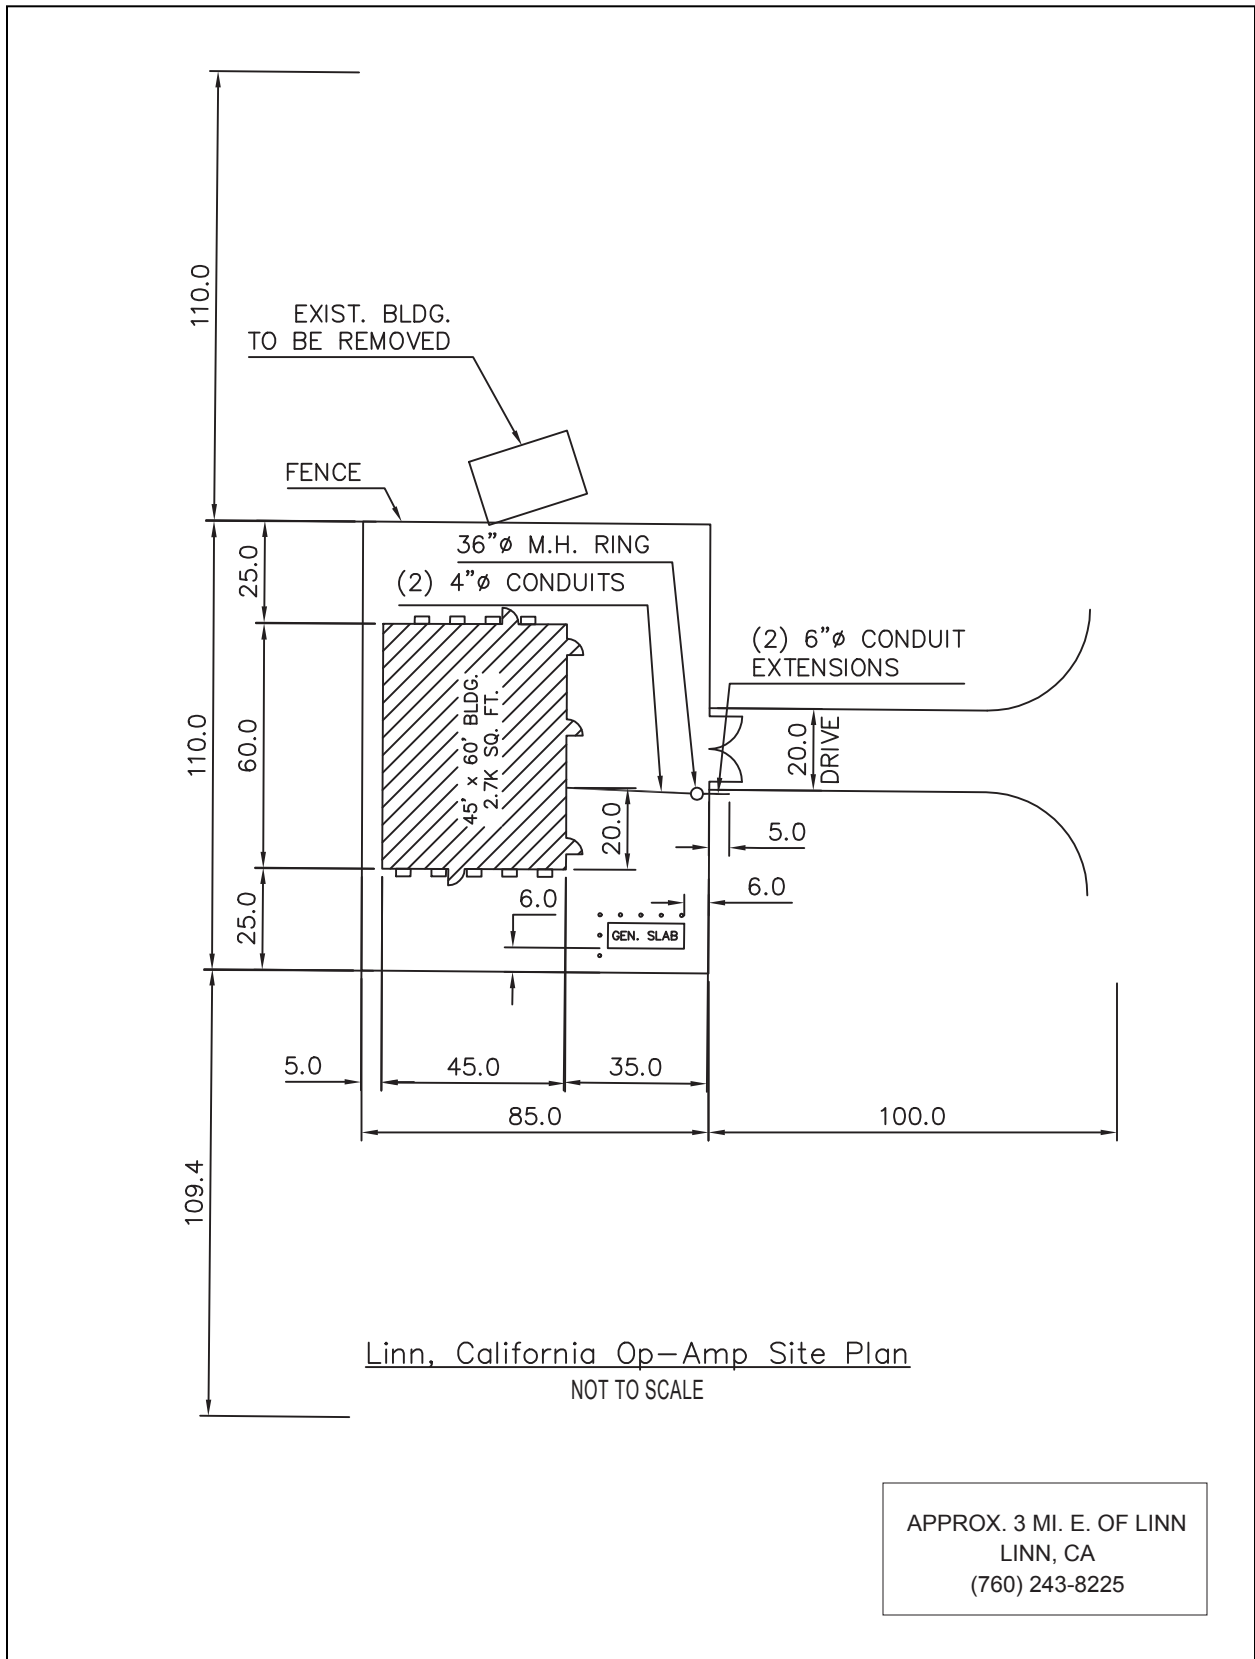 110.0
EXIST. BLDG.
TO BE REMOVED
FENCE
36"ø M.H. RING
(2) 4"ø CONDUITS
25.0
(2) 6"ø CONDUIT
EXTENSIONS
110.0
60.0
45' x 60' BLDG.
2.7K SQ. FT.
20.0
DRIVE
20.0
5.0
6.0
6.0
25.0
GEN. SLAB
5.0
45.0
35.0
85.0
100.0
109.4
Linn, California Op-Amp Site Plan
NOT TO SCALE
APPROX. 3 MI. E. OF LINN
LINN, CA
(760) 243-8225